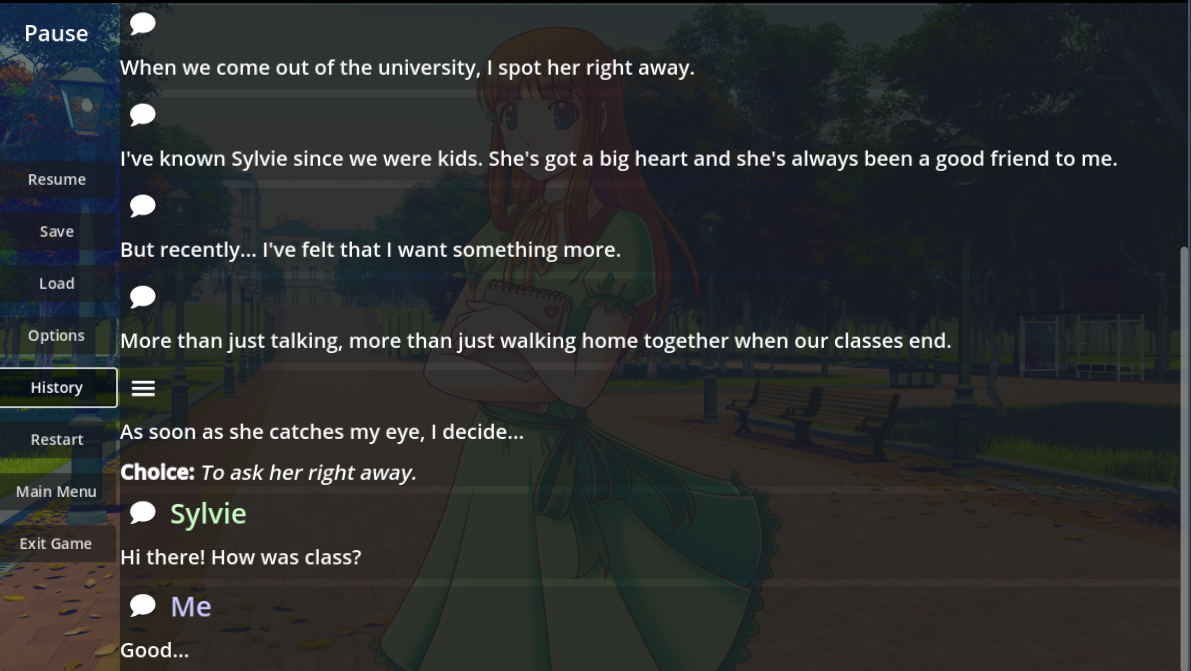 Pause
Resume
Save
Load
Options
History
Restart
Main Menu
Exit Game
When we come out of the university, I spot her right away.
I've known Sylvie since we were kids. She's got a big heart and she's always been a good friend to me.
But recently... I've felt that I want something more.
More than just talking, more than just walking home together when our classes end.
As soon as she catches my eye, I decide...
Choice: To ask her right away.
Sylvie
Hi there! How was class?
Me
Good...